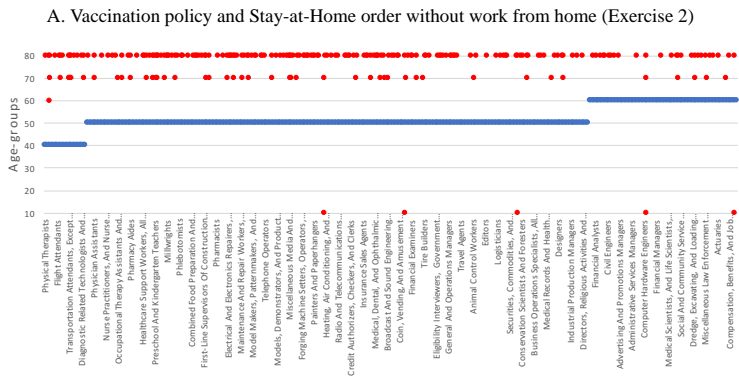 A. Vaccination policy and Stay-at-Home order without work from home (Exercise 2)
Age-groups
80
70
60
50
40
30
20
10
Physical Therapists
Flight Attendants
Transportation Attendants, Except...
Diagnostic Related Technologists And...
Physician Assistants
Nurse Practitioners, And Nurse...
Occupational Therapy Assistants And...
Pharmacy Aides
Healthcare Support Workers, All...
Preschool And Kindergarten Teachers
Millwrights
Phlebotomists
Combined Food Preparation And...
First-Line Supervisors Of Construction...
Pharmacists
Electrical And Electronics Repairers,...
Maintenance And Repair Workers,...
Model Makers, Patternmakers, And...
Telephone Operators
Models, Demonstrators, And Product...
Miscellaneous Media And...
Forging Machine Setters, Operators,...
Painters And Paperhangers
Heating, Air Conditioning, And...
Radio And Telecommunications...
Credit Authorizers, Checkers, And Clerks
Insurance Sales Agents
Medical, Dental, And Ophthalmic...
Broadcast And Sound Engineering...
Coin, Vending, And Amusement...
Financial Examiners
Tire Builders
Eligibility Interviewers, Government...
General And Operations Managers
Travel Agents
Animal Control Workers
Editors
Logisticians
Securities, Commodities, And...
Conservation Scientists And Foresters
Business Operations Specialists, All...
Medical Records And Health...
Designers
Industrial Production Managers
Directors, Religious Activities And...
Financial Analysts
Civil Engineers
Advertising And Promotions Managers
Administrative Services Managers
Computer Hardware Engineers
Financial Managers
Medical Scientists, And Life Scientists,...
Social And Community Service...
Dredge, Excavating, And Loading...
Miscellaneous Law Enforcement...
Actuaries
Compensation, Benefits, And Job...